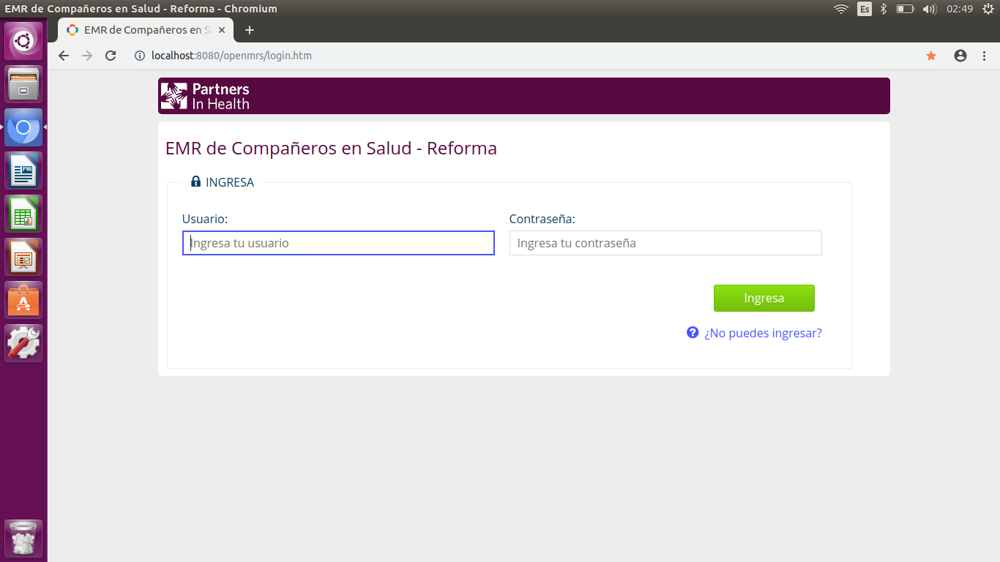 EMR de Compañeros en Salud - Reforma - Chromium
Es
02:49
EMR de Compañeros en S
localhost:8080/openmrs/login.htm
Partners
In Health
EMR de Compañeros en Salud - Reforma
INGRESA
Usuario:
Contraseña:
Ingresa tu usuario
Ingresa tu contraseña
Ingresa
¿No puedes ingresar?